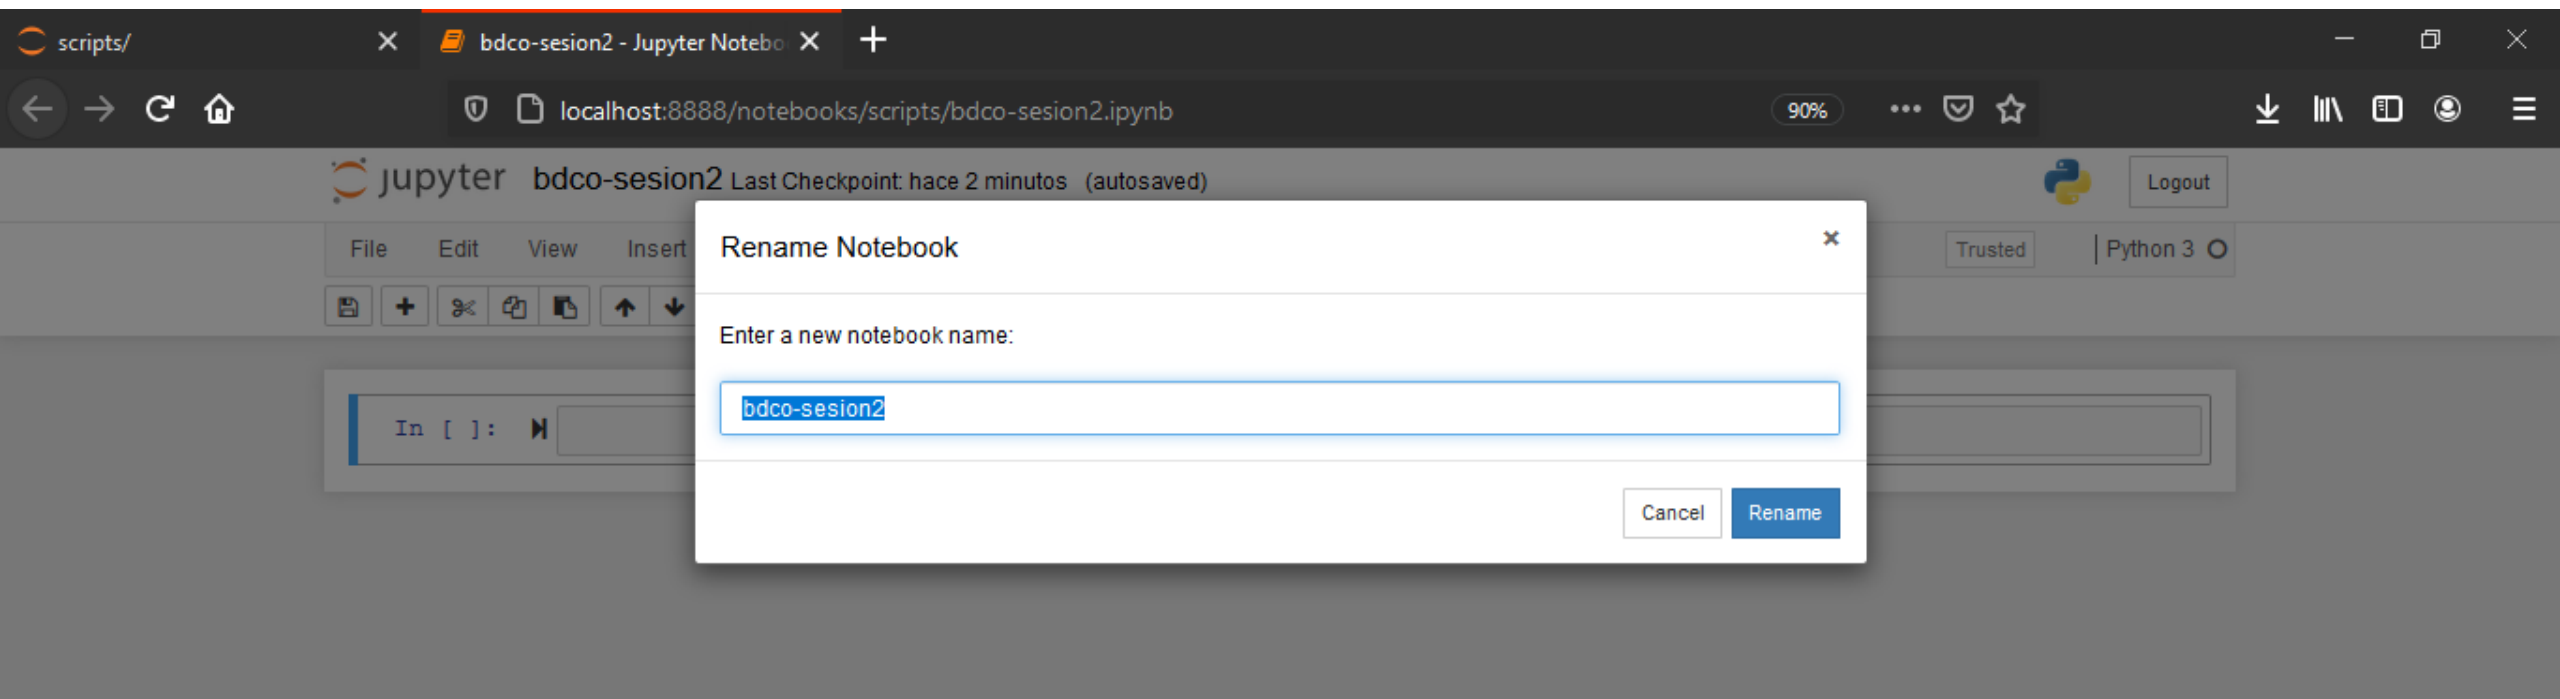 scripts/
bdco-sesion2 - Jupyter Notebo
localhost:8888/notebooks/scripts/bdco-sesion2.ipynb
90%
jupyter bdco-sesion2 Last Checkpoint: hace 2 minutos (autosaved)
Logout
File Edit View Insert
Trusted
Python 3
Rename Notebook
Enter a new notebook name:
bdco-sesion2
In [ ]:
Cancel Rename